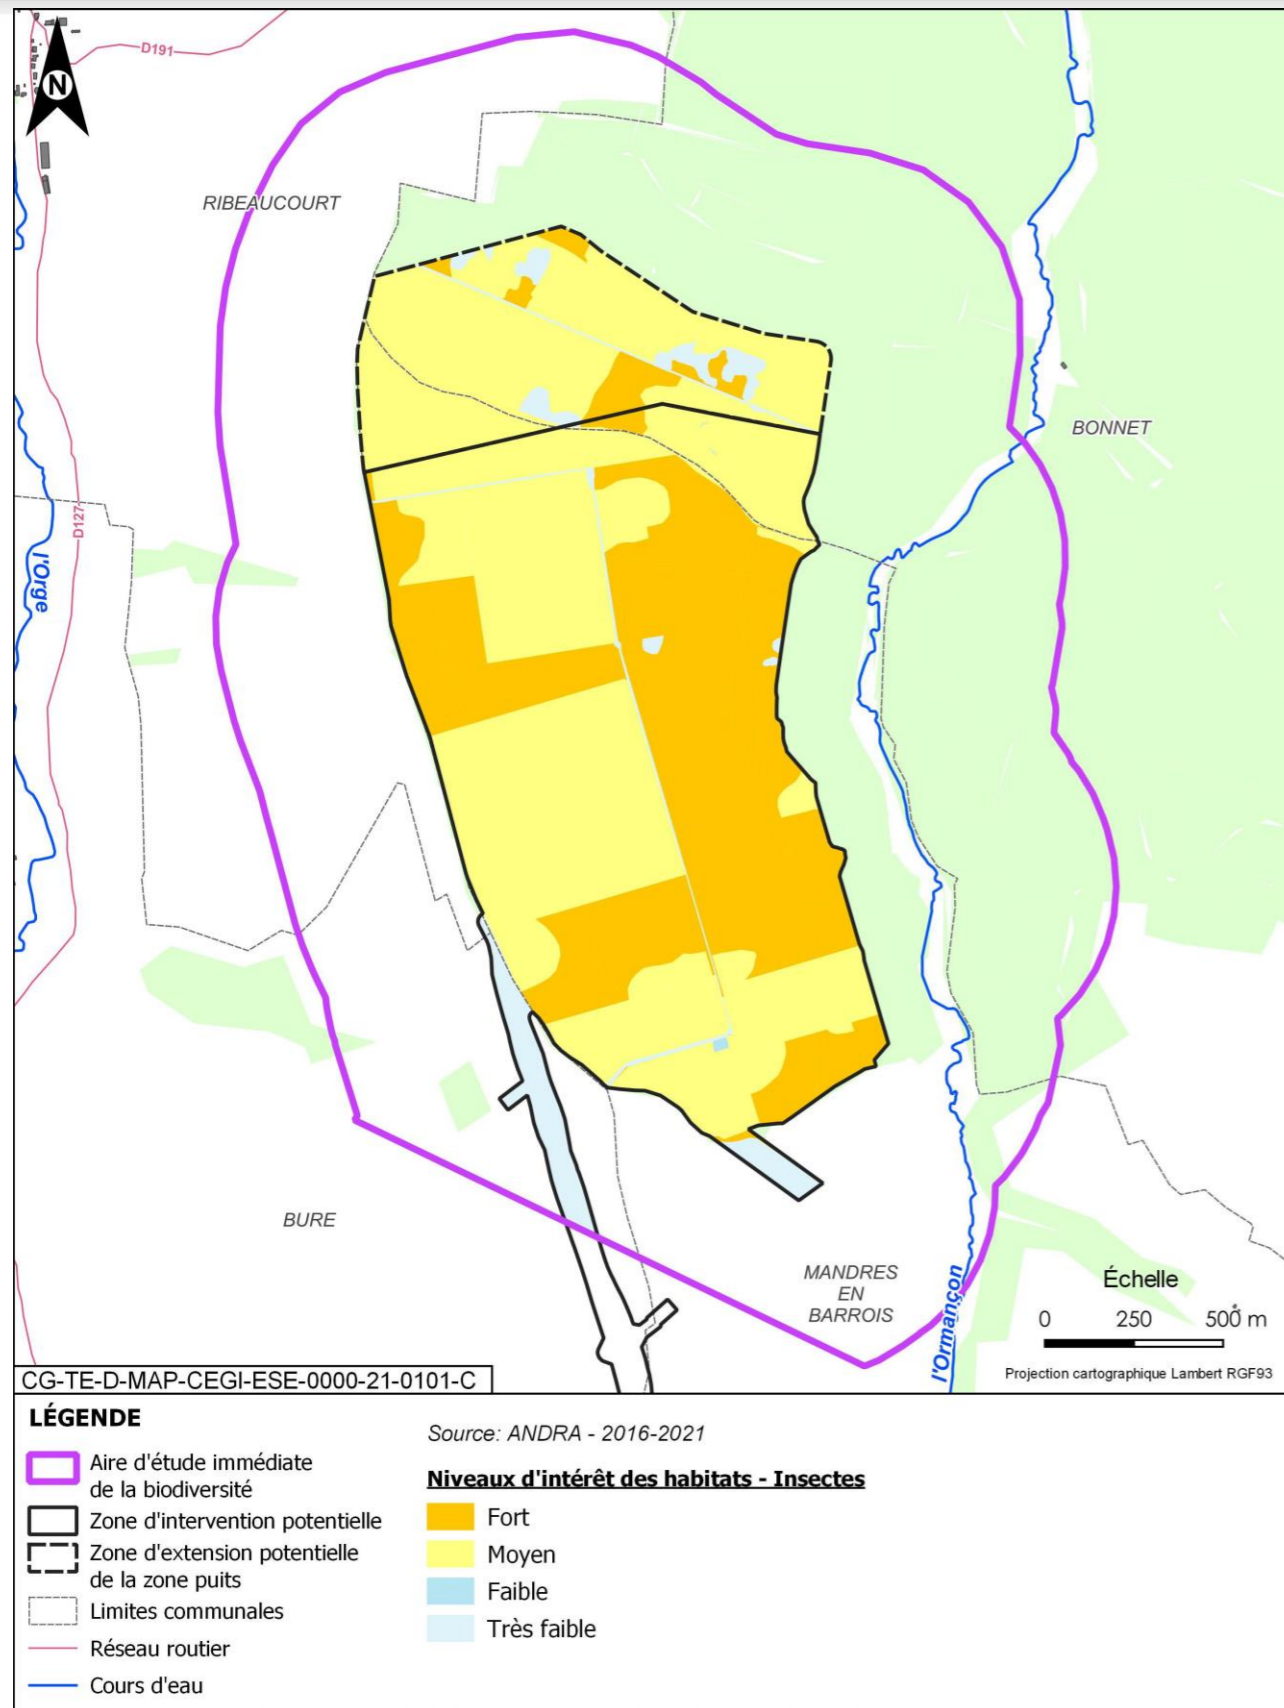 D191
N
RIBEAUCOURT
BONNET
D127
l'Orge
BURE
MANDRES
EN
BARROIS
l'Ormançon
Échelle
0 250 500 m
Projection cartographique Lambert RGF93
CG-TE-D-MAP-CEGI-ESE-0000-21-0101-C
LÉGENDE
Aire d'étude immédiate
de la biodiversité
Zone d'intervention potentielle
Zone d'extension potentielle
de la zone puits
Limites communales
Réseau routier
Cours d'eau
Source: ANDRA - 2016-2021
Niveaux d'intérêt des habitats - Insectes
Fort
Moyen
Faible
Très faible